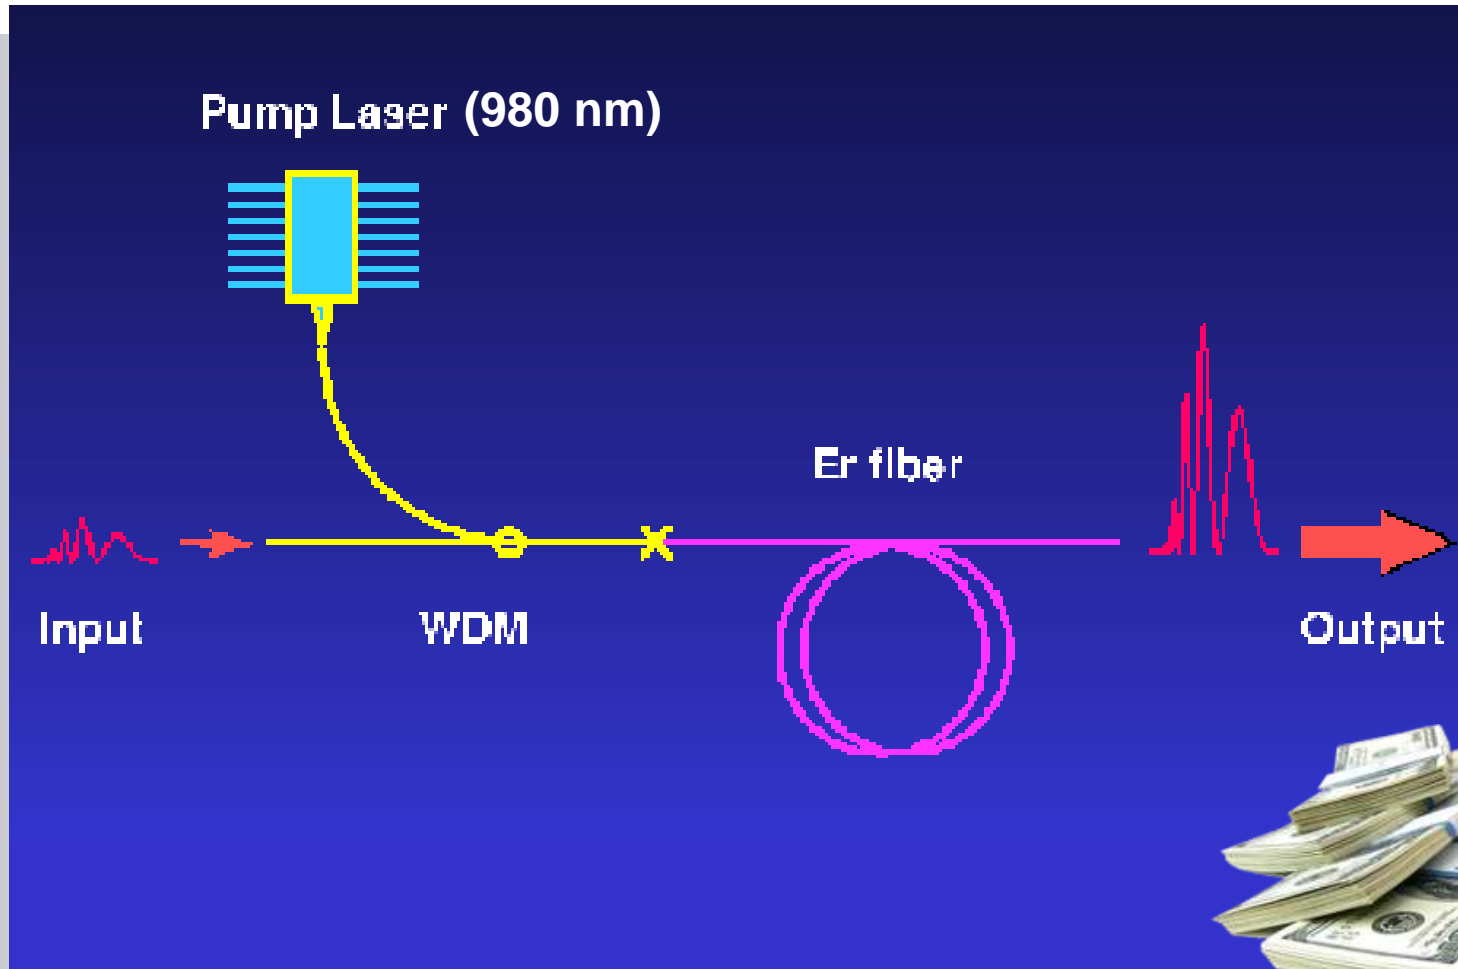 Pump Laser (980 nm)
Er fiber
Input
WDM
Output